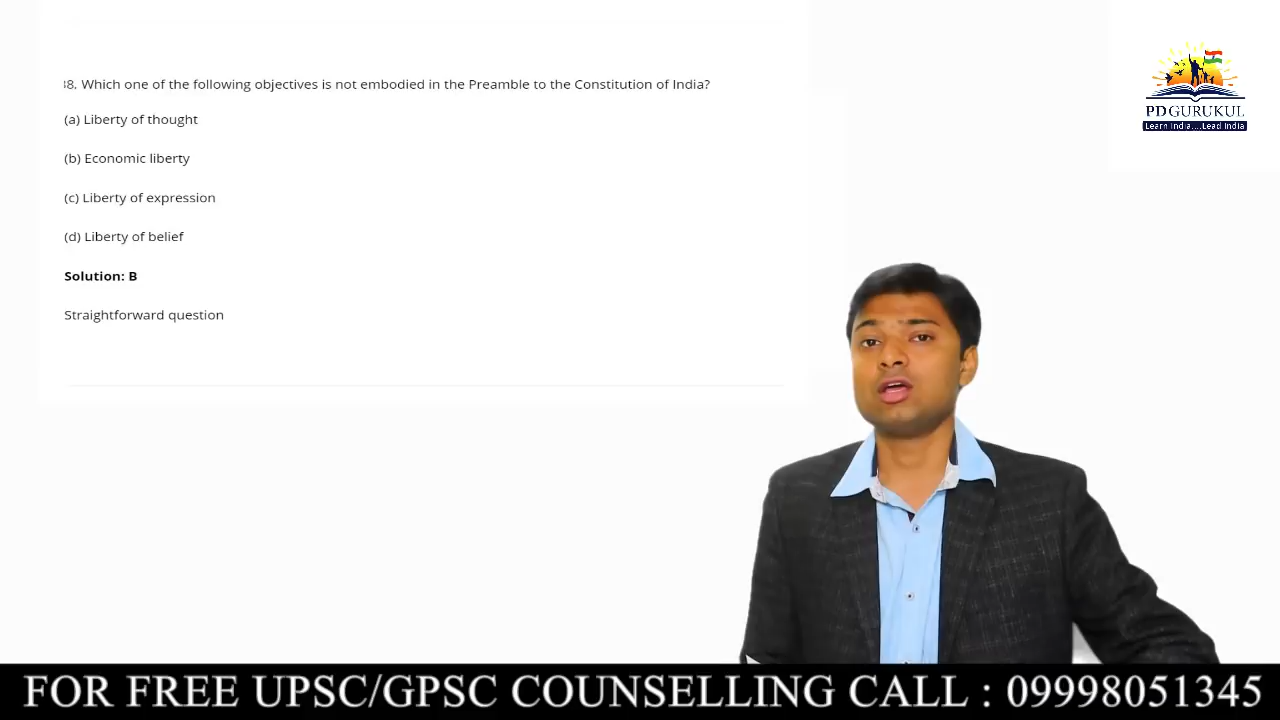 38. Which one of the following objectives is not embodied in the Preamble to the Constitution of India?
(a) Liberty of thought
(b) Economic liberty
(c) Liberty of expression
(d) Liberty of belief
Solution: B
Straightforward question
PDGURUKUL
Learn India....Lead India
FOR FREE UPSC/GPSC COUNSELLING CALL : 09998051345